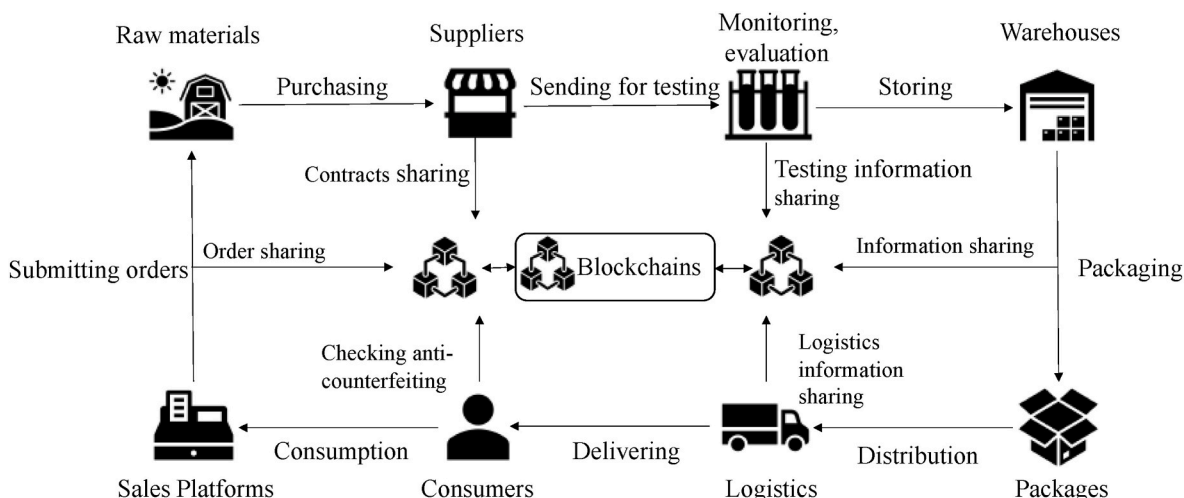 Raw materials
Suppliers
Monitoring,
evaluation
Warehouses
Purchasing
Sending for testing
Storing
Contracts sharing
Testing information
sharing
Order sharing
Submitting orders
Blockchains
Information sharing
Packaging
Checking anti-
counterfeiting
Logistics
information
sharing
Consumption
Delivering
Distribution
Sales Platforms
Consumers
Logistics
Packages